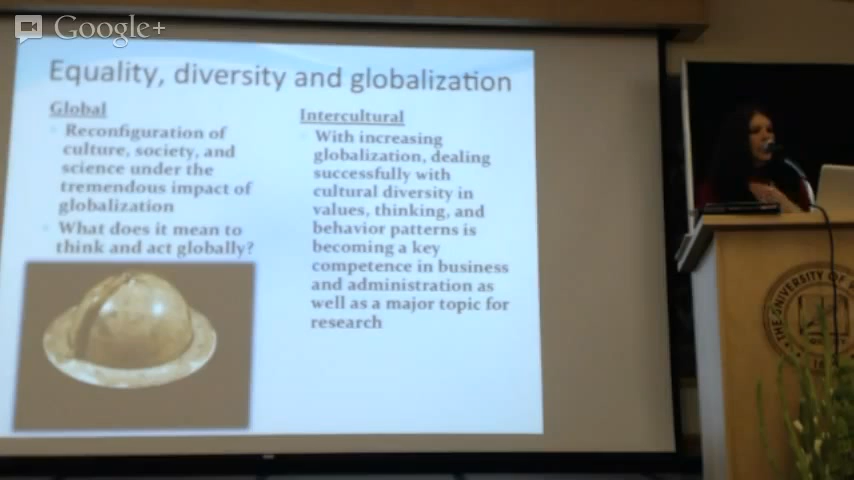 Google+
Equality, diversity and globalization
Global
Reconfiguration of
culture, society, and
science under the
tremendous impact of
globalization
What does it mean to
think and act globally?
Intercultural
With increasing
globalization, dealing
successfully with
cultural diversity in
values, thinking, and
behavior patterns is
becoming a key
competence in business
and administration as
well as a major topic for
research
THE UNIVERSITY OF